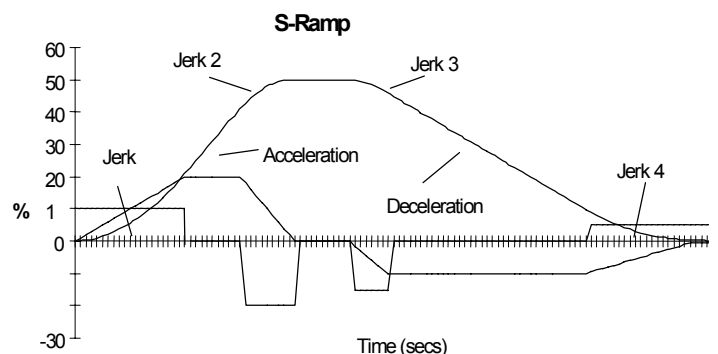 S-Ramp
60
Jerk 2
Jerk 3
50
40
30
Jerk
Acceleration
20
Jerk 4
%
1
Deceleration
0
-30
Time (secs)